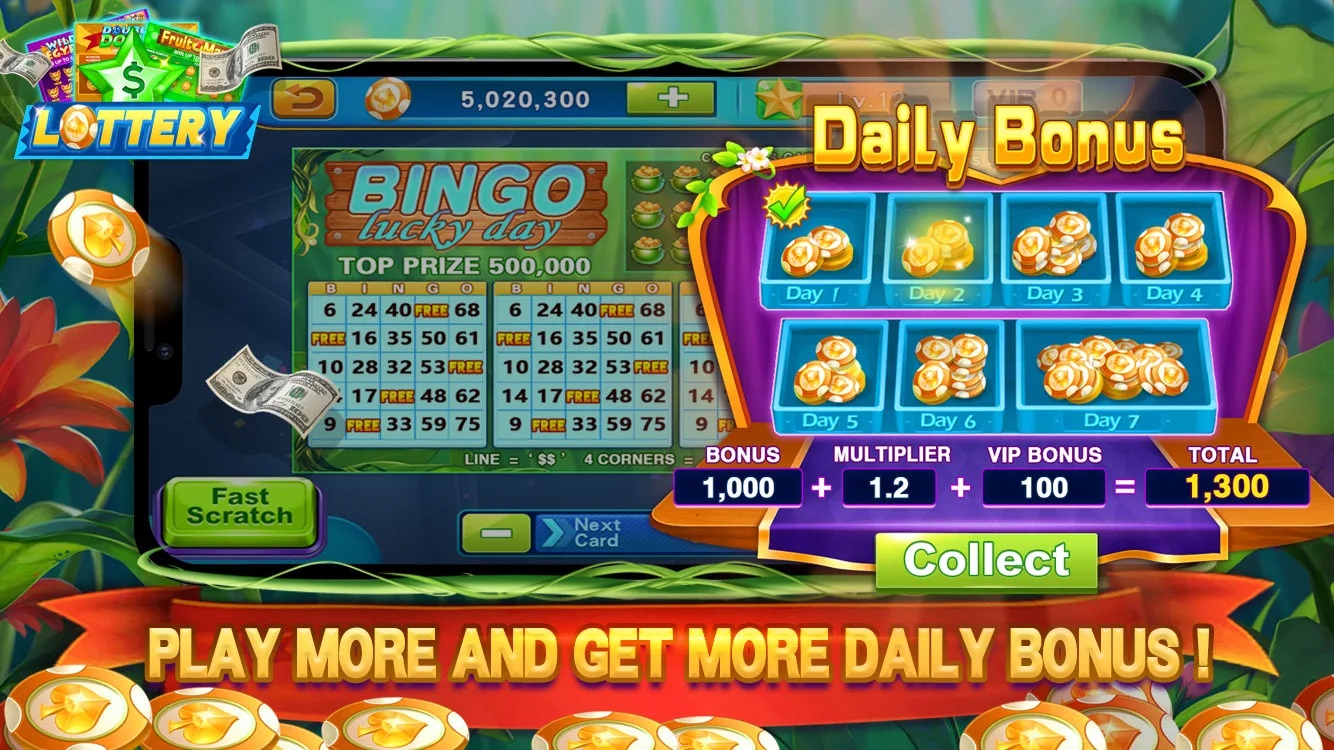 LOTTERY
5,020,300
Lv.12
VIP 0
Daily Bonus
BINGO
lucky day
TOP PRIZE 500,000
B I N G O
6 24 40 FREE 68
FREE 16 35 50 61
10 28 32 53 FREE
17 FREE 48 62
9 FREE 33 59 75
B I N G O
6 24 40 FREE 68
FREE 16 35 50 61
10 28 32 53 FREE
14 17 FREE 48 62
9 FREE 33 59 75
10
14
9
LINE = '$$' 4 CORNERS =
Day 1
Day 2
Day 3
Day 4
Day 5
Day 6
Day 7
BONUS MULTIPLIER VIP BONUS TOTAL
1,000 + 1.2 + 100 = 1,300
Collect
Fast
Scratch
Next
Card
PLAY MORE AND GET MORE DAILY BONUS !